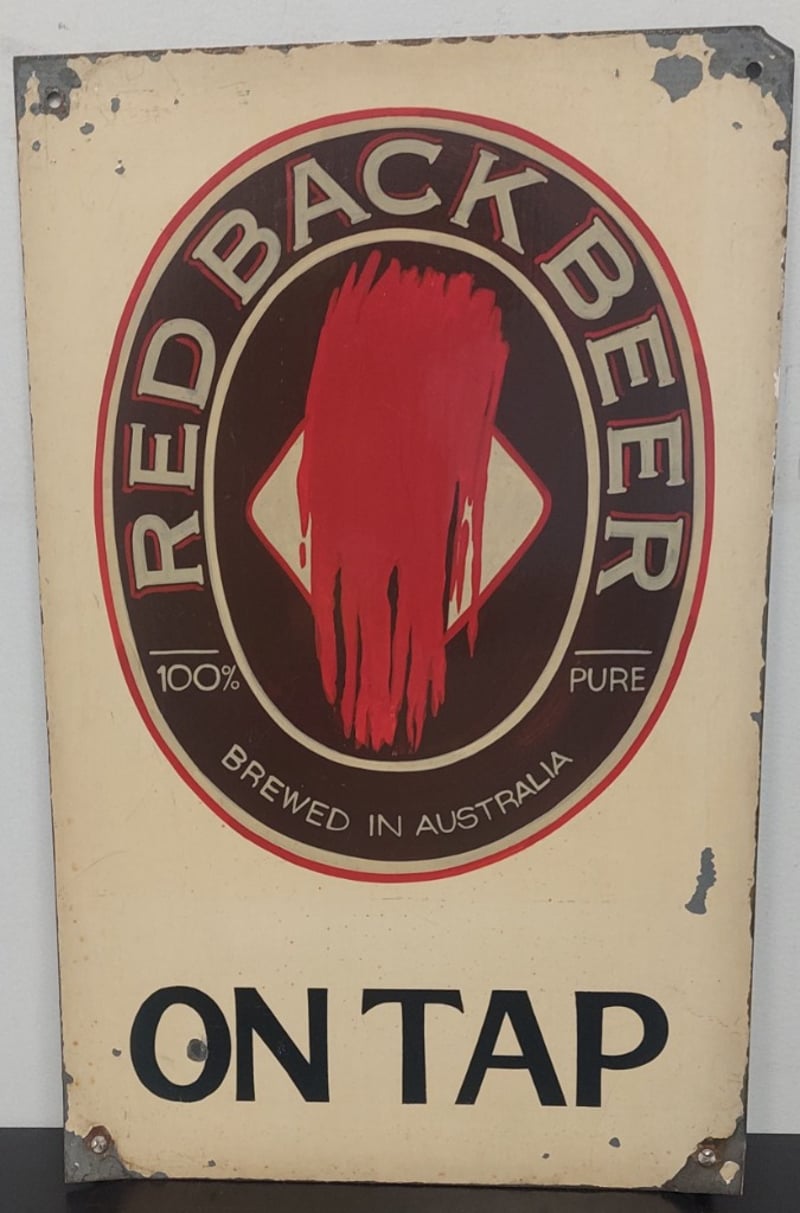 RED BACK BEER
100% PURE
BREWED IN AUSTRALIA
ON TAP